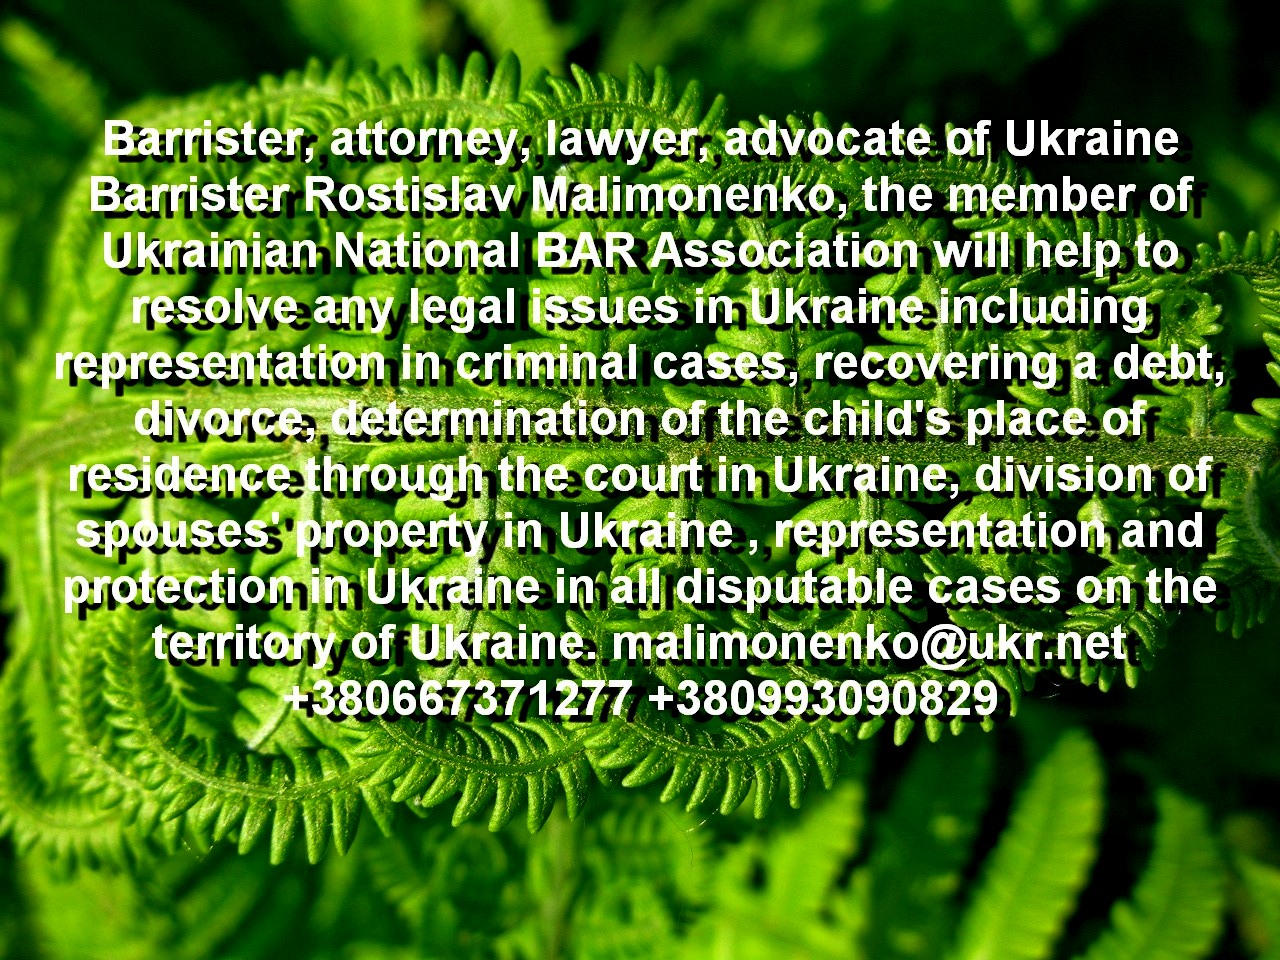 Barrister, attorney, lawyer, advocate of Ukraine
Barrister Rostislav Malimonenko, the member of
Ukrainian National BAR Association will help to
resolve any legal issues in Ukraine including
representation in criminal cases, recovering a debt,
divorce, determination of the child's place of
residence through the court in Ukraine, division of
spouses' property in Ukraine , representation and
protection in Ukraine in all disputable cases on the
territory of Ukraine. malimonenko@ukr.net
+380667371277 +380993090829